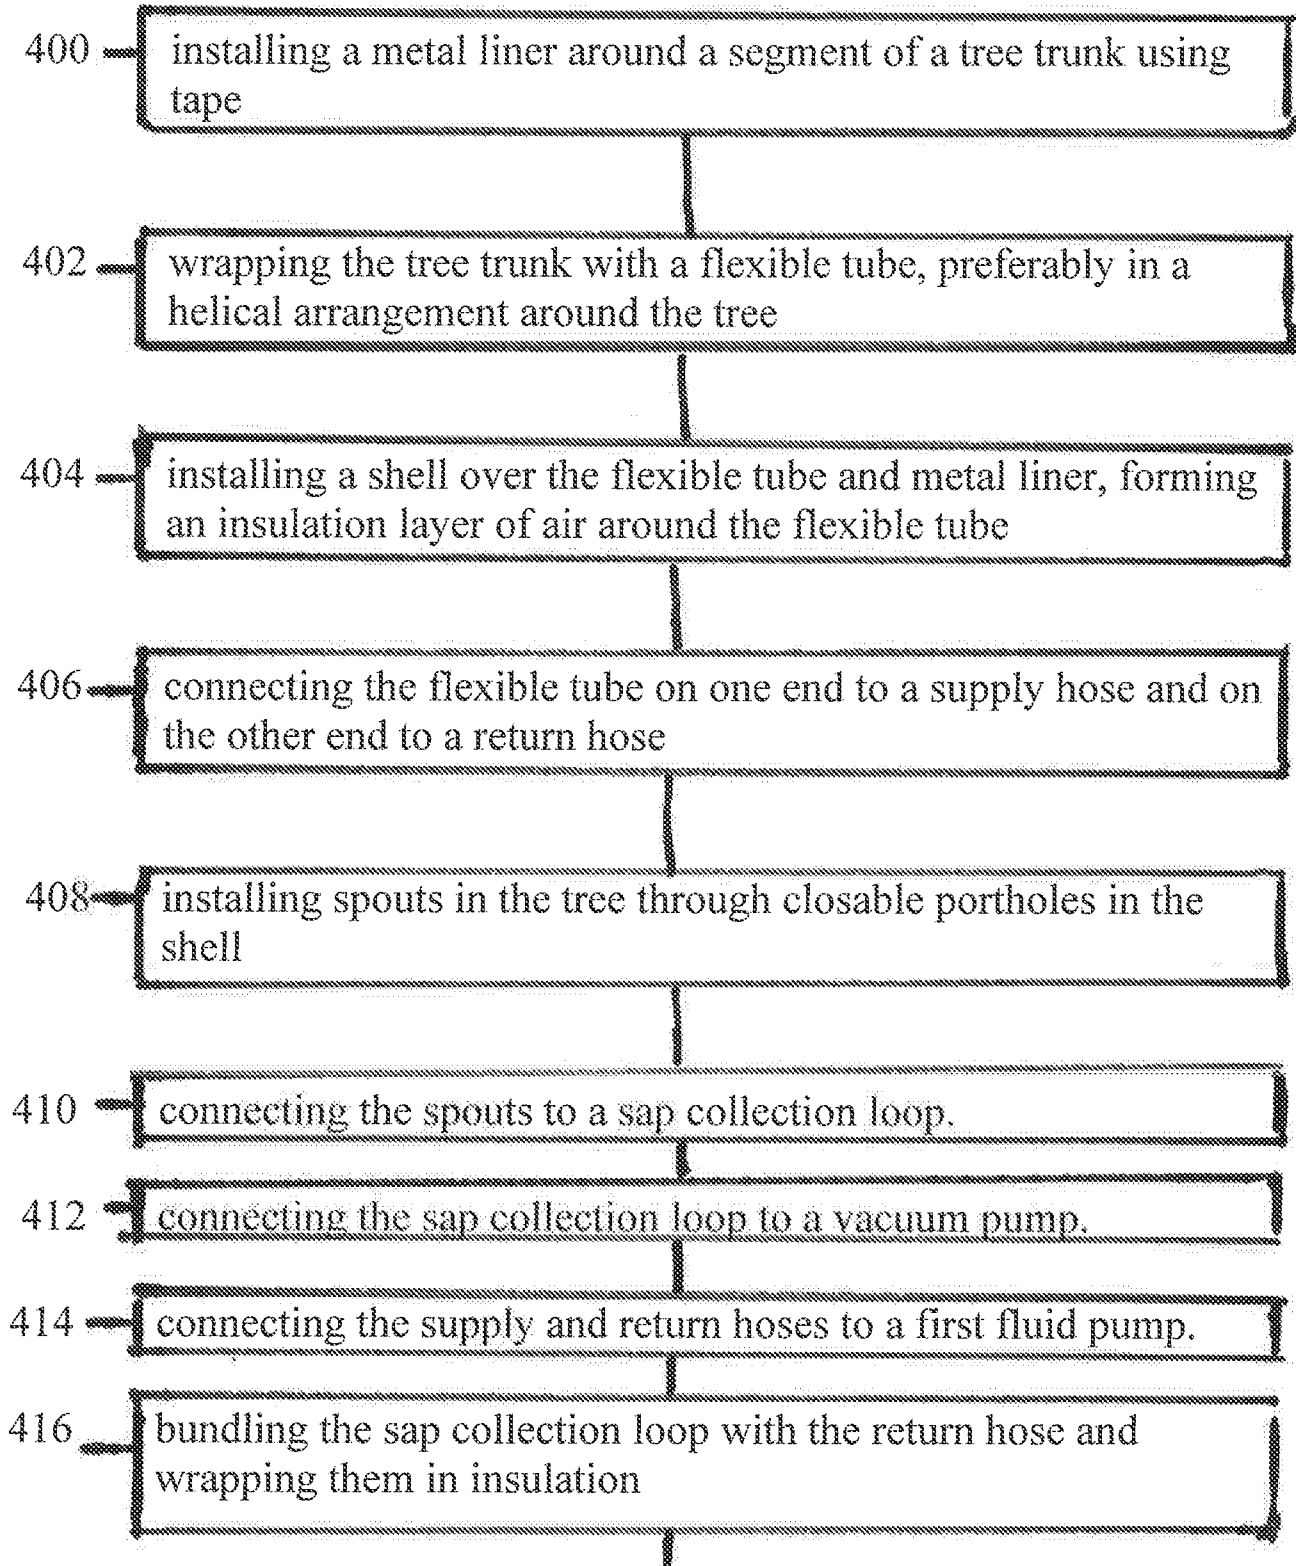 400 installing a metal liner around a segment of a tree trunk using
tape
402 wrapping the tree trunk with a flexible tube, preferably in a
helical arrangement around the tree
404 installing a shell over the flexible tube and metal liner, forming
an insulation layer of air around the flexible tube
406 connecting the flexible tube on one end to a supply hose and on
the other end to a return hose
408 installing spouts in the tree through closable portholes in the
shell
410 connecting the spouts to a sap collection loop.
412 connecting the sap collection loop to a vacuum pump.
414 connecting the supply and return hoses to a first fluid pump.
416 bundling the sap collection loop with the return hose and
wrapping them in insulation